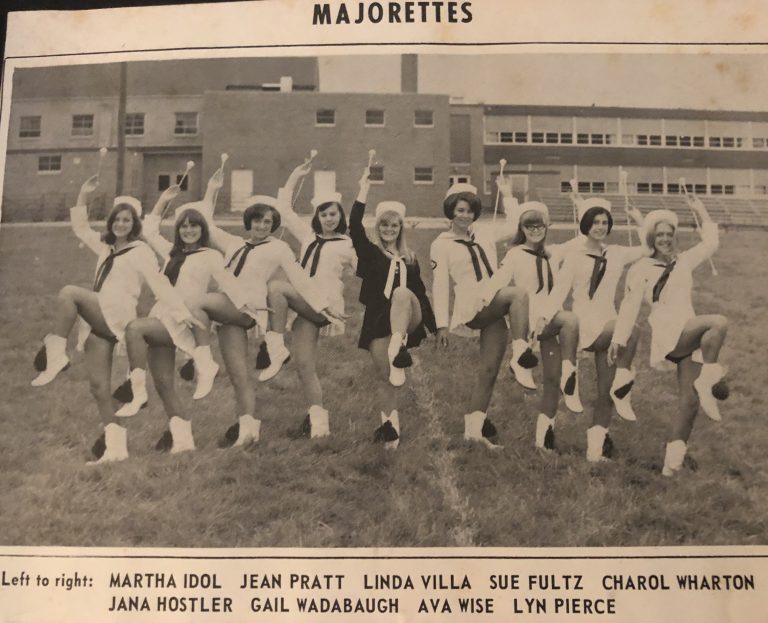 MAJORETTES
Left to right: MARTHA IDOL JEAN PRATT LINDA VILLA SUE FULTZ CHAROL WHARTON
JANA HOSTLER GAIL WADABAUGH AVA WISE LYN PIERCE